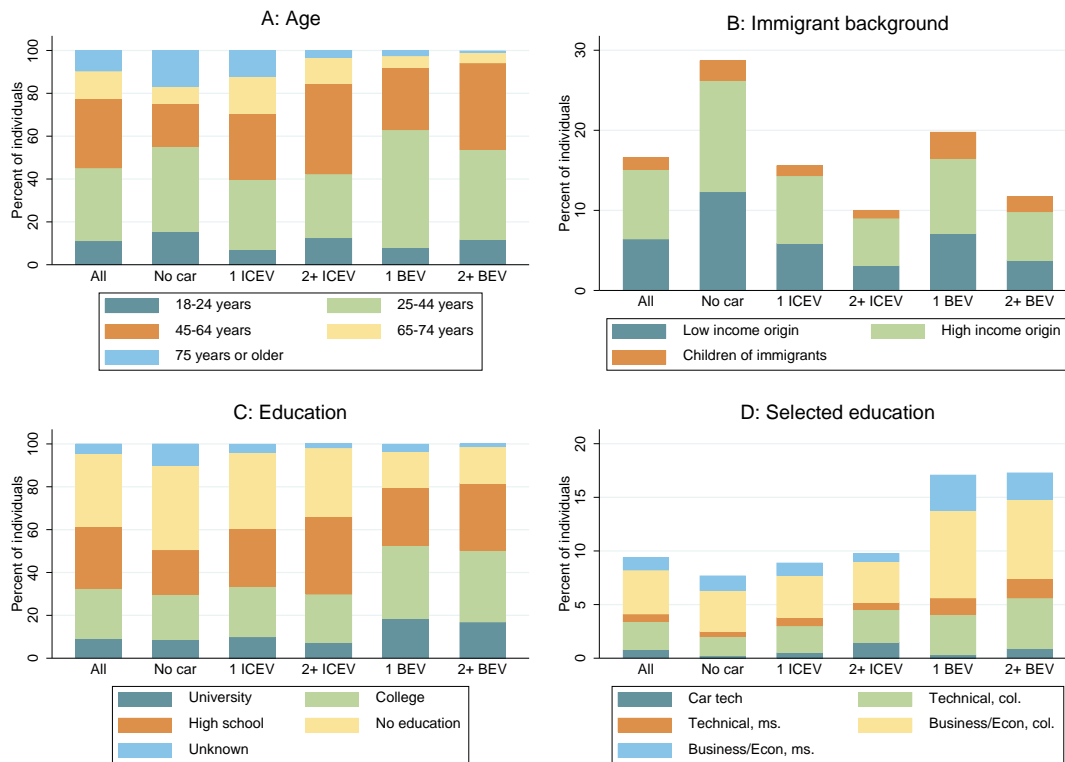 A: Age
Percent of individuals
100
80
60
40
20
0
All No car 1 ICEV 2+ ICEV 1 BEV 2+ BEV
18-24 years 25-44 years
45-64 years 65-74 years
75 years or older
B: Immigrant background
Percent of individuals
30
20
10
0
All No car 1 ICEV 2+ ICEV 1 BEV 2+ BEV
Low income origin High income origin
Children of immigrants
C: Education
Percent of individuals
100
80
60
40
20
0
All No car 1 ICEV 2+ ICEV 1 BEV 2+ BEV
University College
High school No education
Unknown
D: Selected education
Percent of individuals
20
15
10
5
0
All No car 1 ICEV 2+ ICEV 1 BEV 2+ BEV
Car tech Technical, col.
Technical, ms. Business/Econ, col.
Business/Econ, ms.